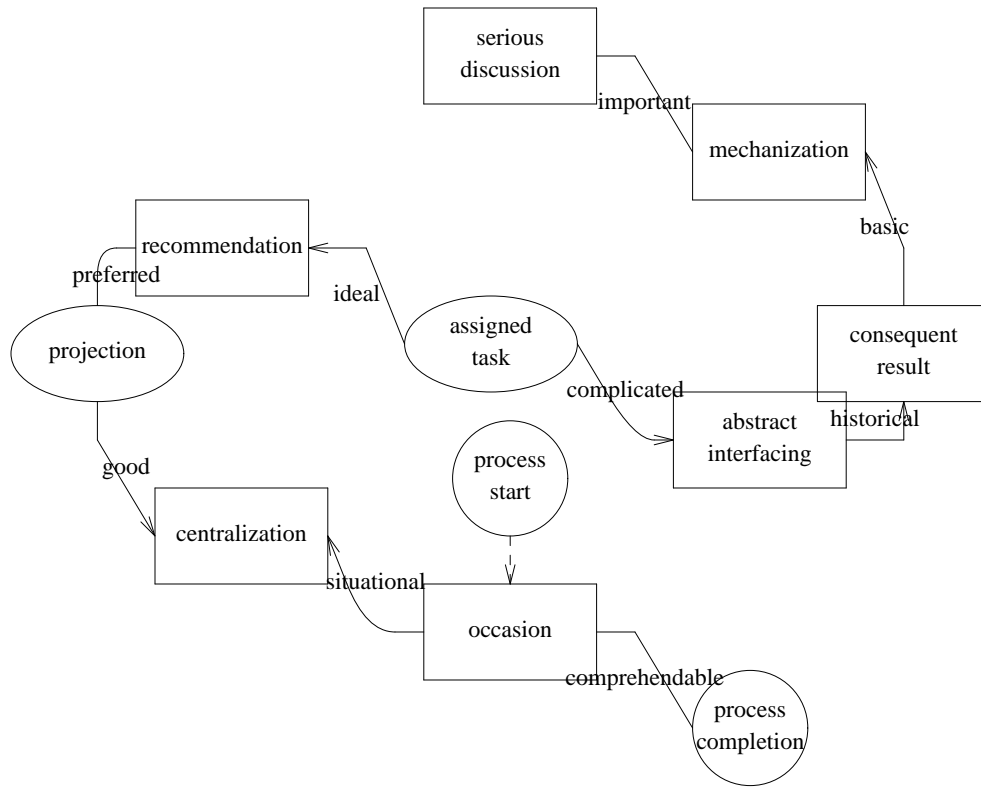 serious
discussion
important
mechanization
basic
recommendation
preferred
ideal
assigned
task
projection
consequent
result
complicated
abstract
interfacing
historical
good
process
start
centralization
situational
occasion
comprehendable
process
completion